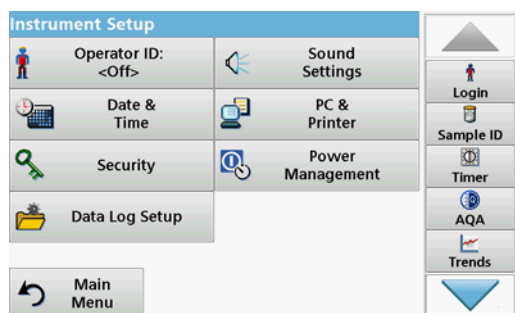 Instrument Setup
Operator ID:
<Off>
Sound
Settings
Date &
Time
PC &
Printer
Security
Power
Management
Data Log Setup
Main
Menu
Login
Sample ID
Timer
AQA
Trends